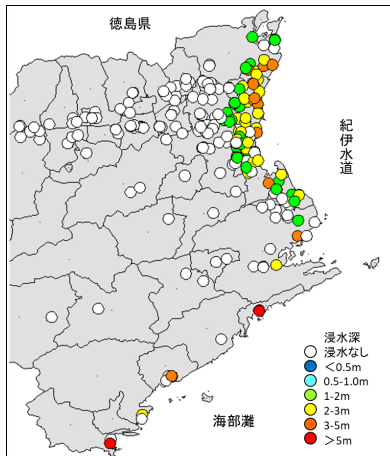 徳島県
紀伊水道
海部灘
浸水深
浸水なし
＜0.5m
0.5-1.0m
1-2m
2-3m
3-5m
＞5m